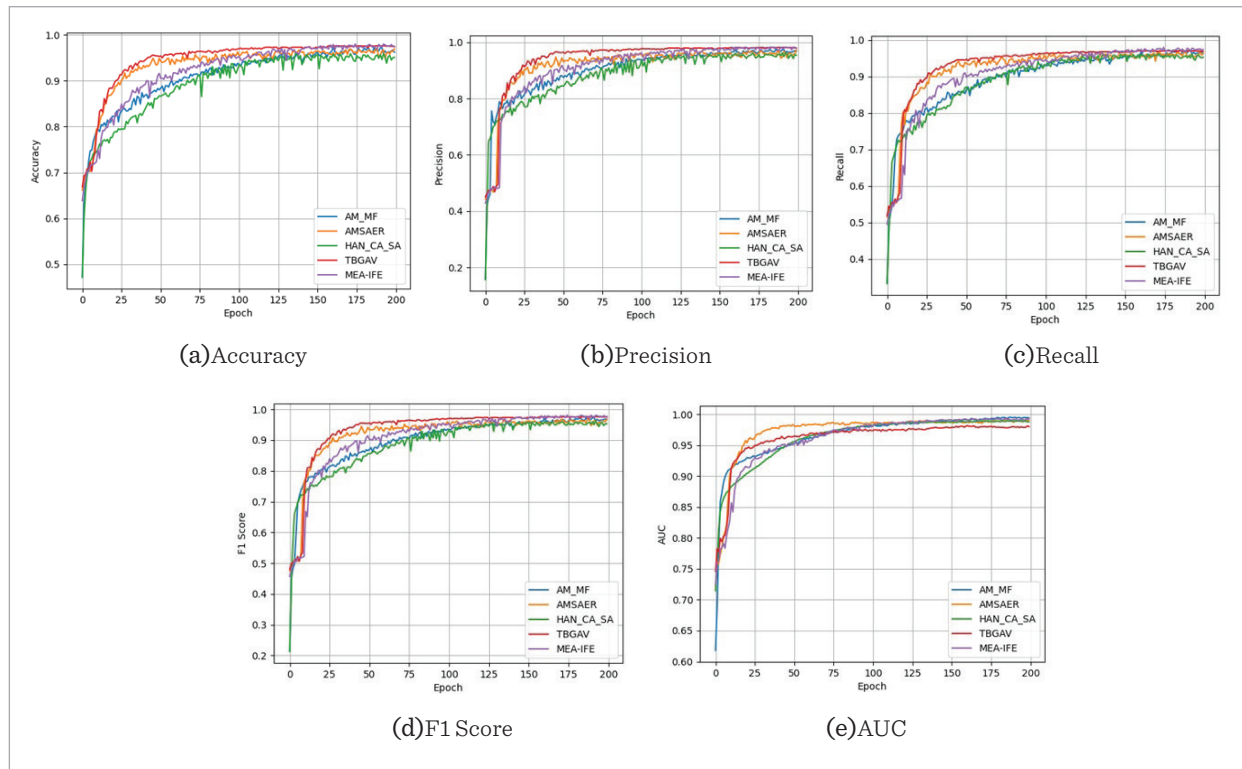 1.0
0.9
0.8
0.7
0.6
0.5
Accuracy
0 25 50 75 100 125 150 175 200
Epoch
AM_MF
AMSAER
HAN_CA_SA
TBGAV
MEA-IFE
(a)Accuracy
1.0
0.8
0.6
0.4
0.2
Precision
0 25 50 75 100 125 150 175 200
Epoch
AM_MF
AMSAER
HAN_CA_SA
TBGAV
MEA-IFE
(b)Precision
1.0
0.9
0.8
0.7
0.6
0.5
0.4
Recall
0 25 50 75 100 125 150 175 200
Epoch
AM_MF
AMSAER
HAN_CA_SA
TBGAV
MEA-IFE
(c)Recall
1.0
0.9
0.8
0.7
0.6
0.5
0.4
0.3
0.2
F1 Score
0 25 50 75 100 125 150 175 200
Epoch
AM_MF
AMSAER
HAN_CA_SA
TBGAV
MEA-IFE
(d)F1 Score
1.00
0.95
0.90
0.85
0.80
0.75
0.70
0.65
0.60
AUC
0 25 50 75 100 125 150 175 200
Epoch
AM_MF
AMSAER
HAN_CA_SA
TBGAV
MEA-IFE
(e)AUC